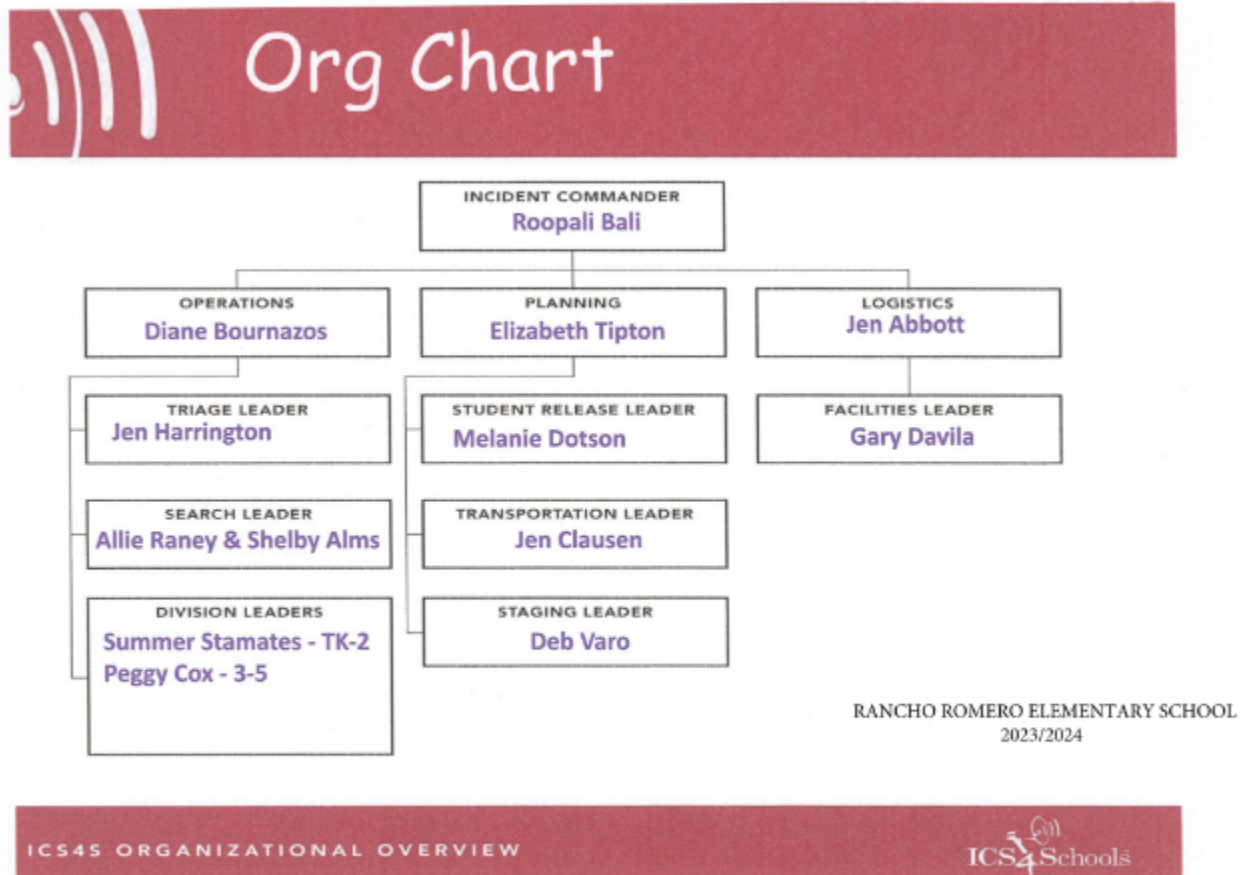 Org Chart
INCIDENT COMMANDER
Roopali Bali
OPERATIONS
Diane Bournazos
PLANNING
Elizabeth Tipton
LOGISTICS
Jen Abbott
TRIAGE LEADER
Jen Harrington
STUDENT RELEASE LEADER
Melanie Dotson
FACILITIES LEADER
Gary Davila
SEARCH LEADER
Allie Raney & Shelby Alms
TRANSPORTATION LEADER
Jen Clausen
DIVISION LEADERS
Summer Stamates - TK-2
Peggy Cox - 3-5
STAGING LEADER
Deb Varo
RANCHO ROMERO ELEMENTARY SCHOOL
2023/2024
ICS4S ORGANIZATIONAL OVERVIEW
ICS4Schools